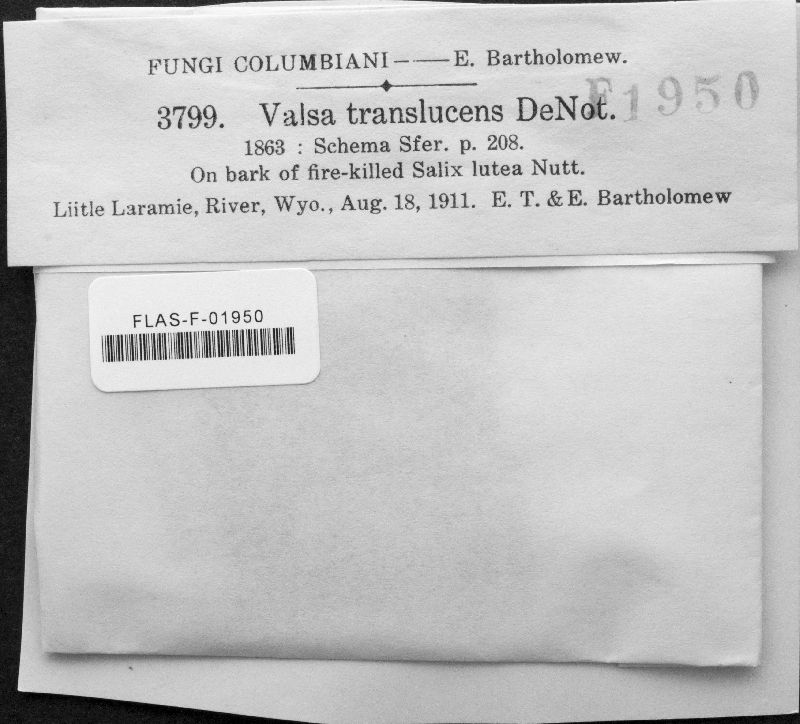 FUNGI COLUMBIANI—— E. Bartholomew.
3799. Valsa translucens DeNot.
F1950
1863 : Schema Sfer. p. 208.
On bark of fire-killed Salix lutea Nutt.
Liitle Laramie, River, Wyo., Aug. 18, 1911. E. T. & E. Bartholomew
FLAS-F-01950